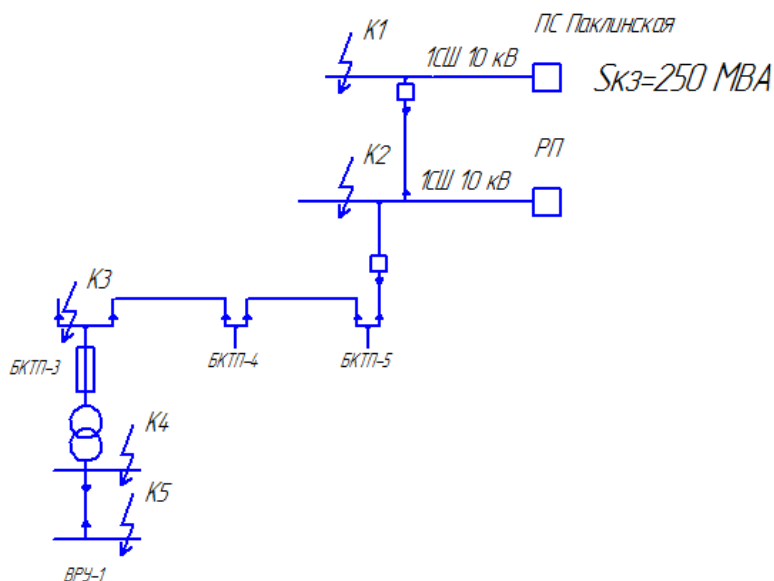 К1
ПС Паклинская
1СШ 10 кВ
Sкз=250 МВА
К2
РП
1СШ 10 кВ
К3
БКТП-3
БКТП-4
БКТП-5
К4
К5
ВРУ-1